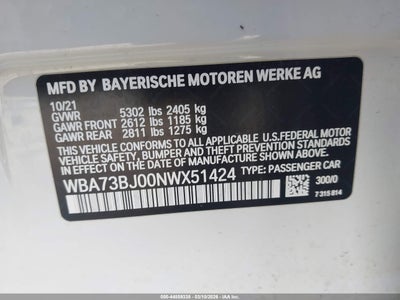 MFD BY BAYERISCHE MOTOREN WERKE AG
10/21
GVWR 5302 lbs 2405 kg
GAWR FRONT 2612 lbs 1185 kg
GAWR REAR 2811 lbs 1275 kg
THIS VEHICLE CONFORMS TO ALL APPLICABLE
U.S.FEDERAL MOTOR
VEHICLE SAFETY, BUMPER, AND THEFT PREVENTION
STANDARDS IN EFFECT ON THE DATE OF
MANUFACTURE SHOWN ABOVE.
TYPE: PASSENGER CAR
WBA73BJ00NWX51424
300/0
7 315 814